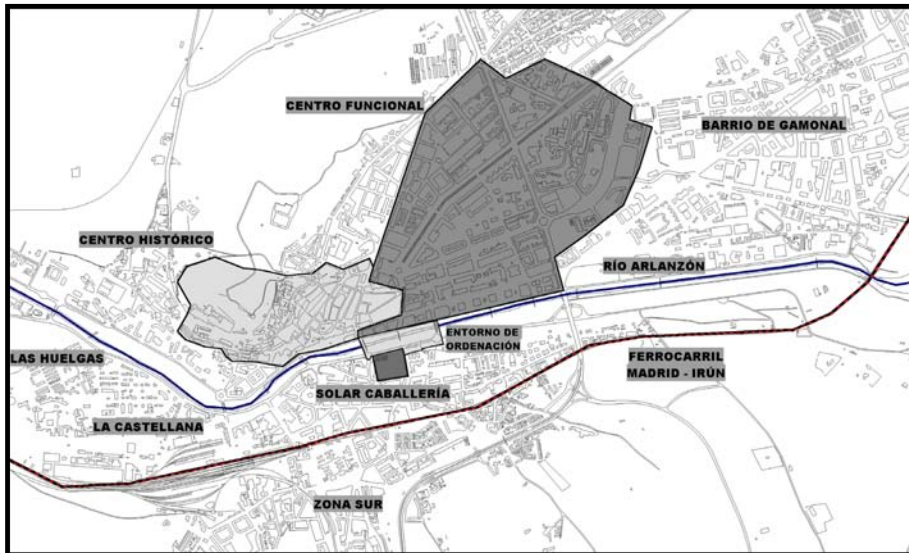 CENTRO FUNCIONAL
BARRIO DE GAMONAL
CENTRO HISTÓRICO
RÍO ARLANZÓN
ENTORNO DE
ORDENACIÓN
LAS HUELGAS
FERROCARRIL
MADRID - IRÚN
SOLAR CABALLERÍA
LA CASTELLANA
ZONA SUR